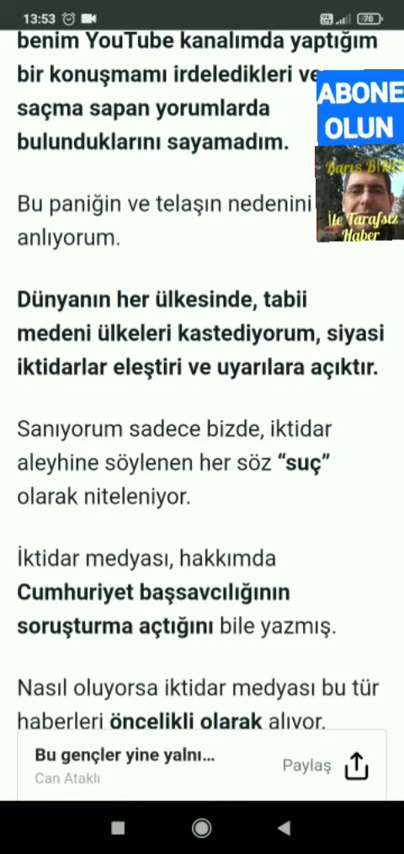 13:53
70
benim YouTube kanalımda yaptığım
bir konuşmamı irdeledikleri ve
saçma sapan yorumlarda
bulunduklarını sayamadım.
ABONE
OLUN
Barış
İle Tarafsız
Haber
Bu paniğin ve telaşın nedenini
anlıyorum.
Dünyanın her ülkesinde, tabii
medeni ülkeleri kastediyorum, siyasi
iktidarlar eleştiri ve uyarılara açıktır.
Sanıyorum sadece bizde, iktidar
aleyhine söylenen her söz “suç”
olarak niteleniyor.
İktidar medyası, hakkımda
Cumhuriyet başsavcılığının
soruşturma açtığını bile yazmış.
Nasıl oluyorsa iktidar medyası bu tür
haberleri öncelikli olarak alıyor.
Bu gençler yine yalnı...
Can Ataklı
Paylaş